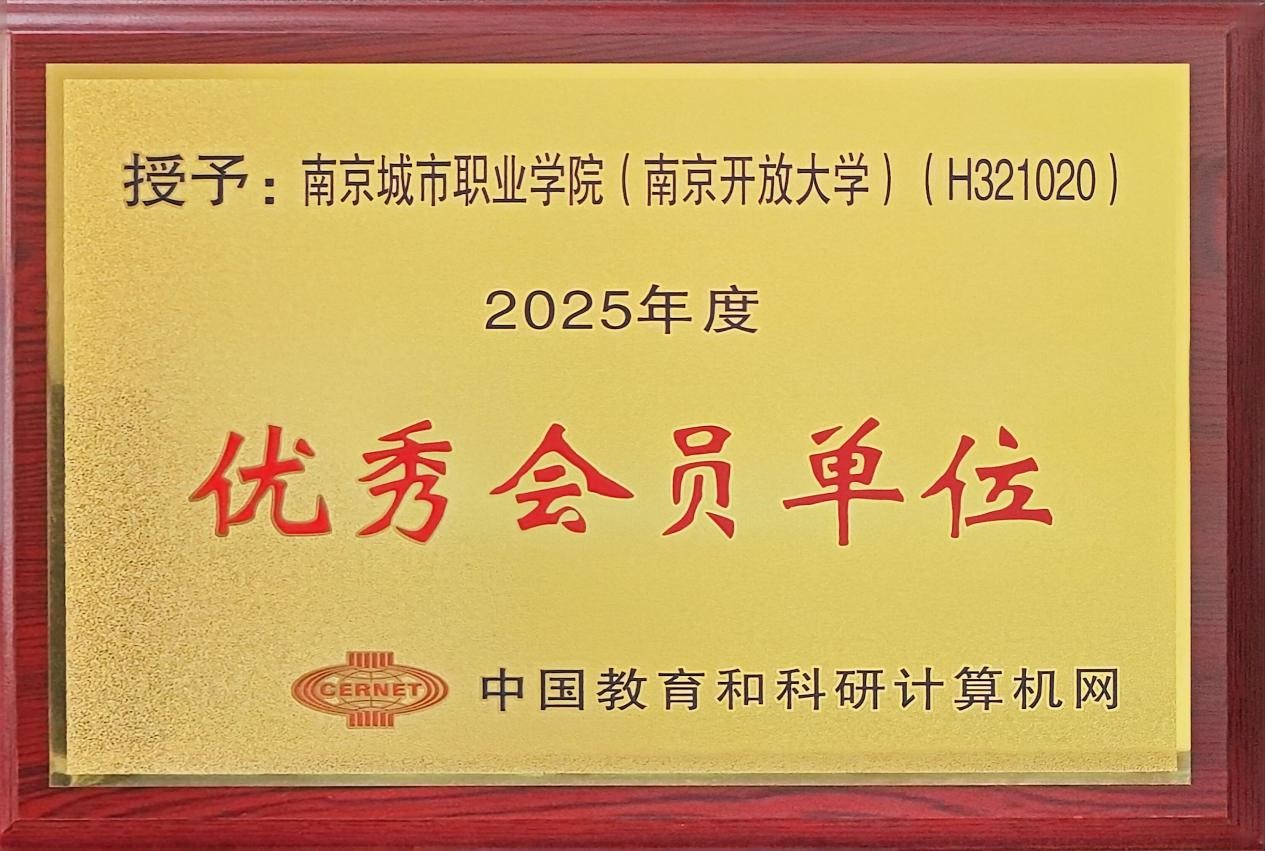 授予：南京城市职业学院（南京开放大学）（H321020）
2025年度
优秀会员单位
CERNET 中国教育和科研计算机网